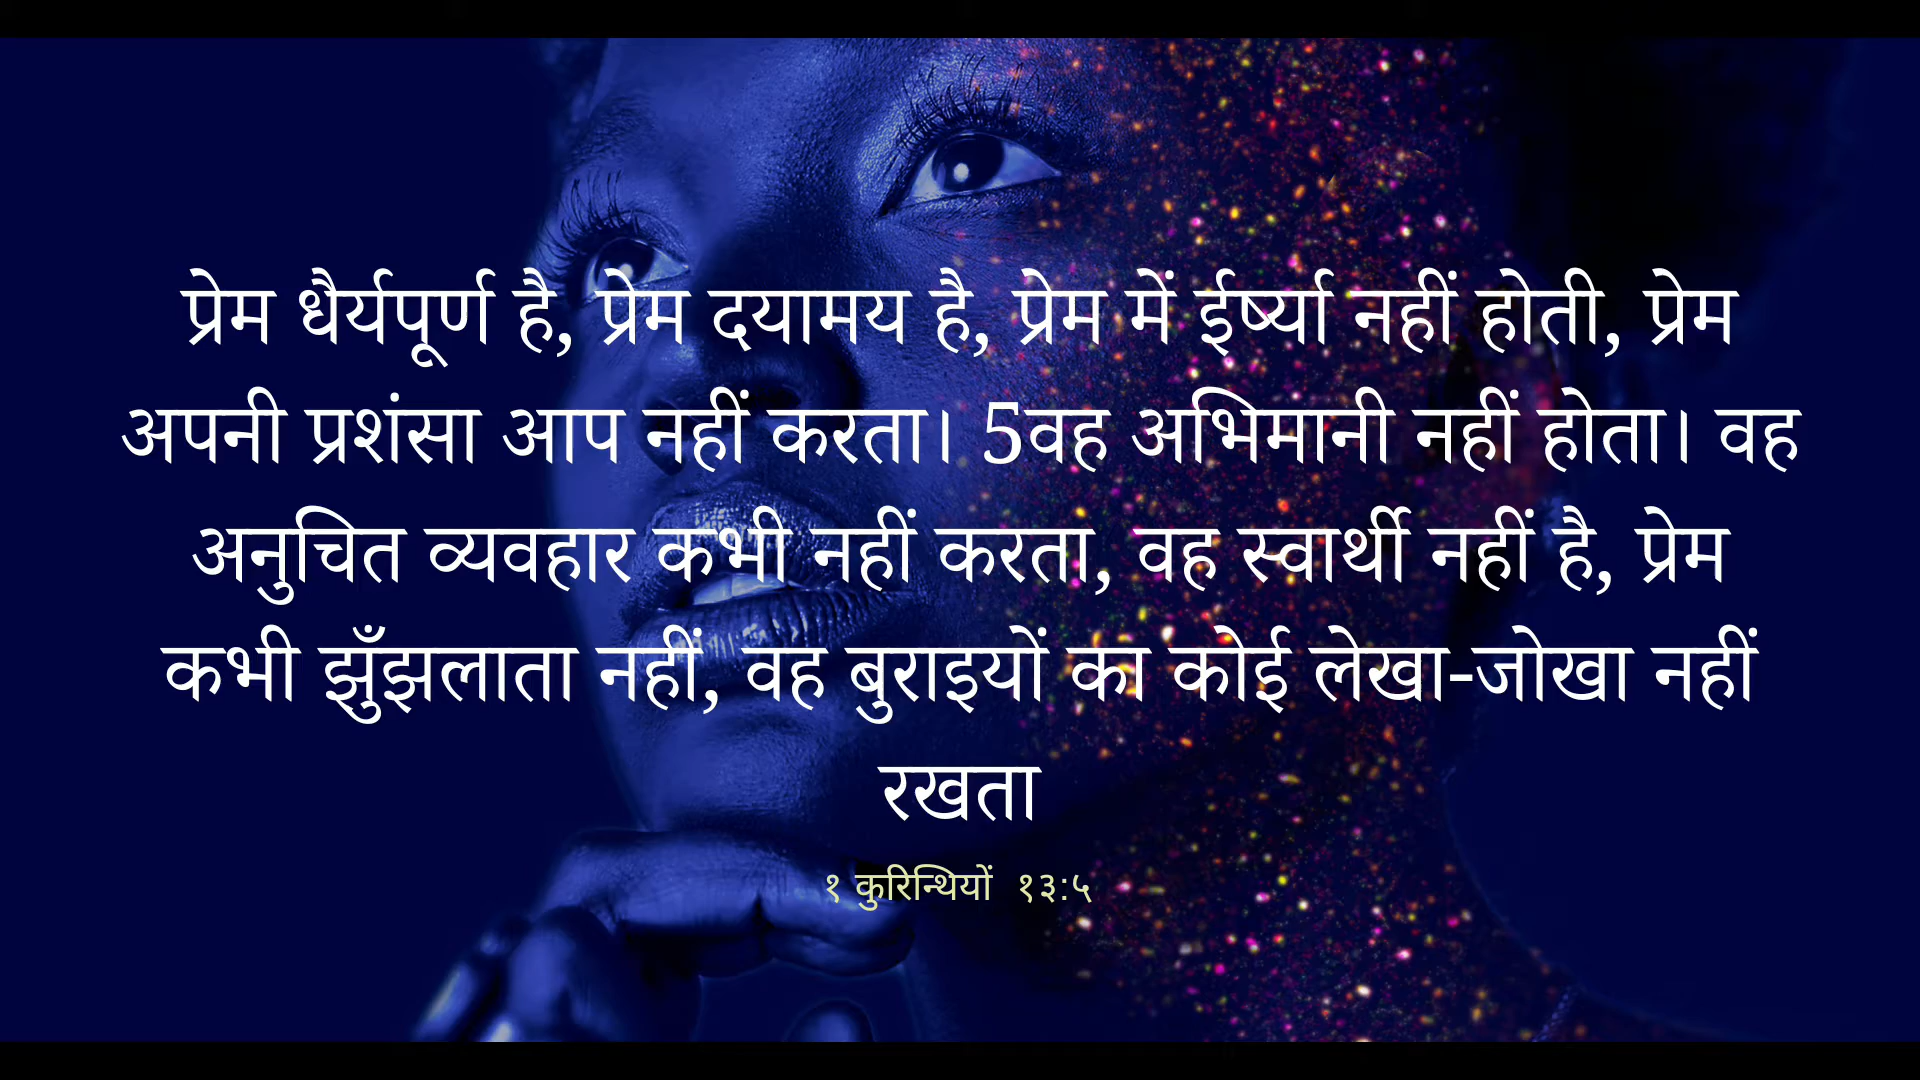 प्रेम धैर्यपूर्ण है, प्रेम दयामय है, प्रेम में ईर्ष्या नहीं होती, प्रेम
अपनी प्रशंसा आप नहीं करता। 5वह अभिमानी नहीं होता। वह
अनुचित व्यवहार कभी नहीं करता, वह स्वार्थी नहीं है, प्रेम
कभी झुँझलाता नहीं, वह बुराइयों का कोई लेखा-जोखा नहीं
रखता
१ कुरिन्थियों १३:५